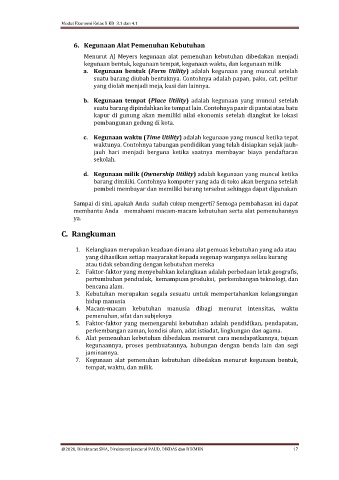 Modul Ekonomi Kelas X KD 3.1 dan 4.1
6. Kegunaan Alat Pemenuhan Kebutuhan
Menurut AJ Meyers kegunaan alat pemenuhan kebutuhan dibedakan menjadi
kegunaan bentuk, kegunaan tempat, kegunaan waktu, dan kegunaan milik
a. Kegunaan bentuk (Form Utility) adalah kegunaan yang muncul setelah
suatu barang diubah bentuknya. Contohnya adalah papan, paku, cat, pelitur
yang diolah menjadi meja, kusi dan lainnya.
b. Kegunaan tempat (Place Utility) adalah kegunaan yang muncul setelah
suatu barang dipindahkan ke tempat lain. Contohnya pasir di pantai atau batu
kapur di gunung akan memiliki nilai ekonomis setelah diangkut ke lokasi
pembangunan gedung di kota.
c. Kegunaan waktu (Time Utility) adalah kegunaan yang muncul ketika tepat
waktunya. Contohnya tabungan pendidikan yang telah disiapkan sejak jauh-
jauh hari menjadi berguna ketika saatnya membayar biaya pendaftaran
sekolah.
d. Kegunaan milik (Ownership Utility) adalah kegunaan yang muncul ketika
barang dimiliki. Contohnya komputer yang ada di toko akan berguna setelah
pembeli membayar dan memiliki barang tersebut sehingga dapat digunakan
Sampai di sini, apakah Anda sudah cukup mengerti? Semoga pembahasan ini dapat
membantu Anda memahami macam-macam kebutuhan serta alat pemenuhannya
ya.
C. Rangkuman
1. Kelangkaan merupakan keadaan dimana alat pemuas kebutuhan yang ada atau
yang dihasilkan setiap masyarakat kepada segenap warganya selalu kurang
atau tidak sebanding dengan kebutuhan mereka
2. Faktor-faktor yang menyebabkan kelangkaan adalah perbedaan letak geografis,
pertumbuhan penduduk, kemampuan produksi, perkembangan teknologi, dan
bencana alam.
3. Kebutuhan merupakan segala sesuatu untuk mempertahankan kelangsungan
hidup manusia
4. Macam-macam kebutuhan manusia dibagi menurut intensitas, waktu
pemenuhan, sifat dan subjeknya
5. Faktor-faktor yang memengaruhi kebutuhan adalah pendidikan, pendapatan,
perkembangan zaman, kondisi alam, adat istiadat, lingkungan dan agama.
6. Alat pemenuhan kebutuhan dibedakan menurut cara mendapatkannya, tujuan
kegunaannya, proses pembuatannya, hubungan dengan benda lain dan segi
jaminannya.
7. Kegunaan alat pemenuhan kebutuhan dibedakan menurut kegunaan bentuk,
tempat, waktu, dan milik.
@2020, Direktorat SMA, Direktorat Jenderal PAUD, DIKDAS dan DIKMEN
17